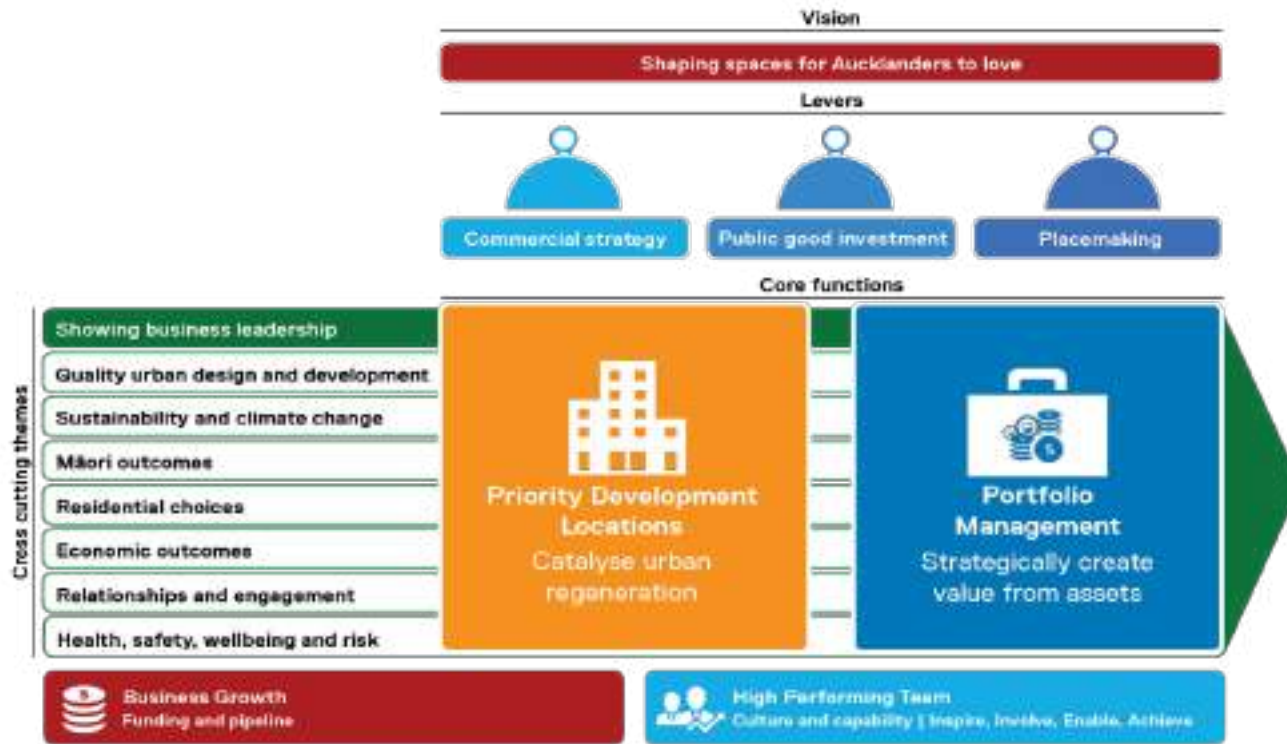 Vision
Shaping spaces for Aucklanders to love
Levers
Commercial strategy
Public good investment
Placemaking
Core functions
Cross cutting themes
Showing business leadership
Quality urban design and development
Sustainability and climate change
Māori outcomes
Residential choices
Economic outcomes
Relationships and engagement
Health, safety, wellbeing and risk
Priority Development
Locations
Catalyse urban
regeneration
Portfolio
Management
Strategically create
value from assets
Business Growth
Funding and pipeline
High Performing Team
Culture and capability | Inspire, Involve, Enable, Achieve